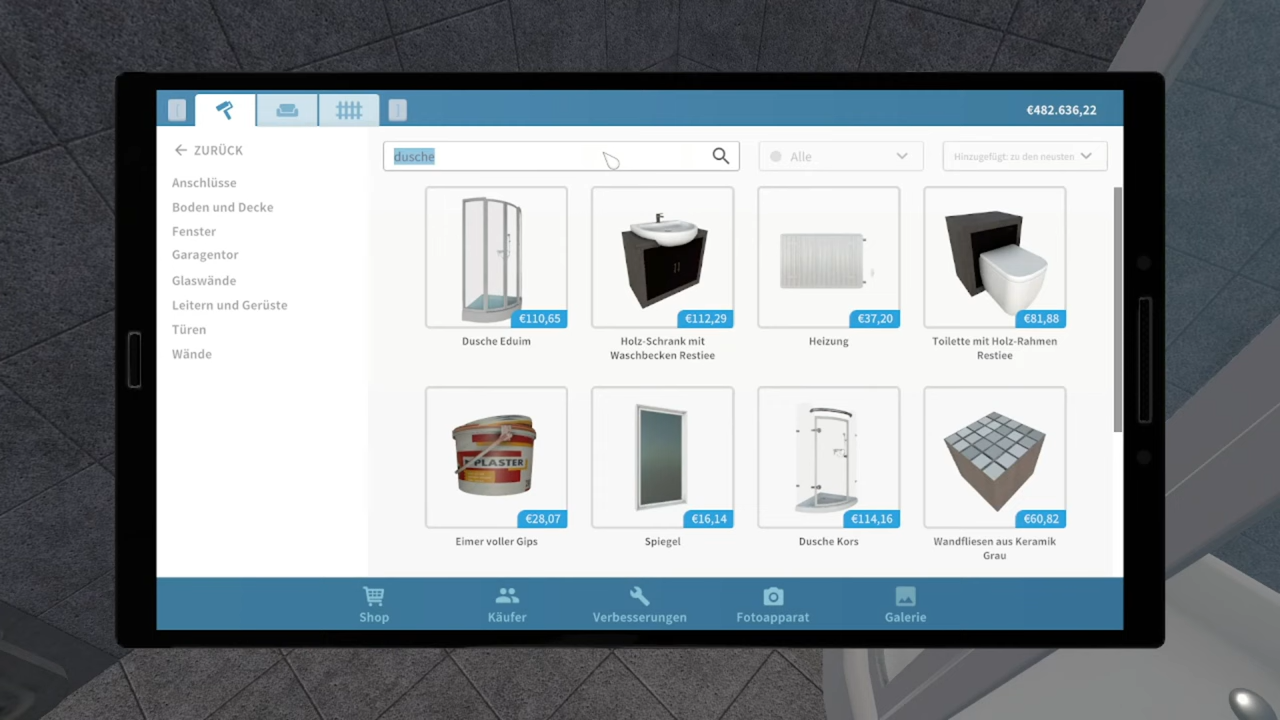 €482.636,22
ZURÜCK
Anschlüsse
Boden und Decke
Fenster
Garagentor
Glaswände
Leitern und Gerüste
Türen
Wände
dusche
Alle
Hinzugefügt: zu den neusten
€110,65
€112,29
€37,20
€81,88
Dusche Eduim
Holz-Schrank mit
Waschbecken Restiee
Heizung
Toilette mit Holz-Rahmen
Restiee
PLASTER
€28,07
€16,14
€114,16
€60,82
Eimer voller Gips
Spiegel
Dusche Kors
Wandfliesen aus Keramik
Grau
Shop
Käufer
Verbesserungen
Fotoapparat
Galerie